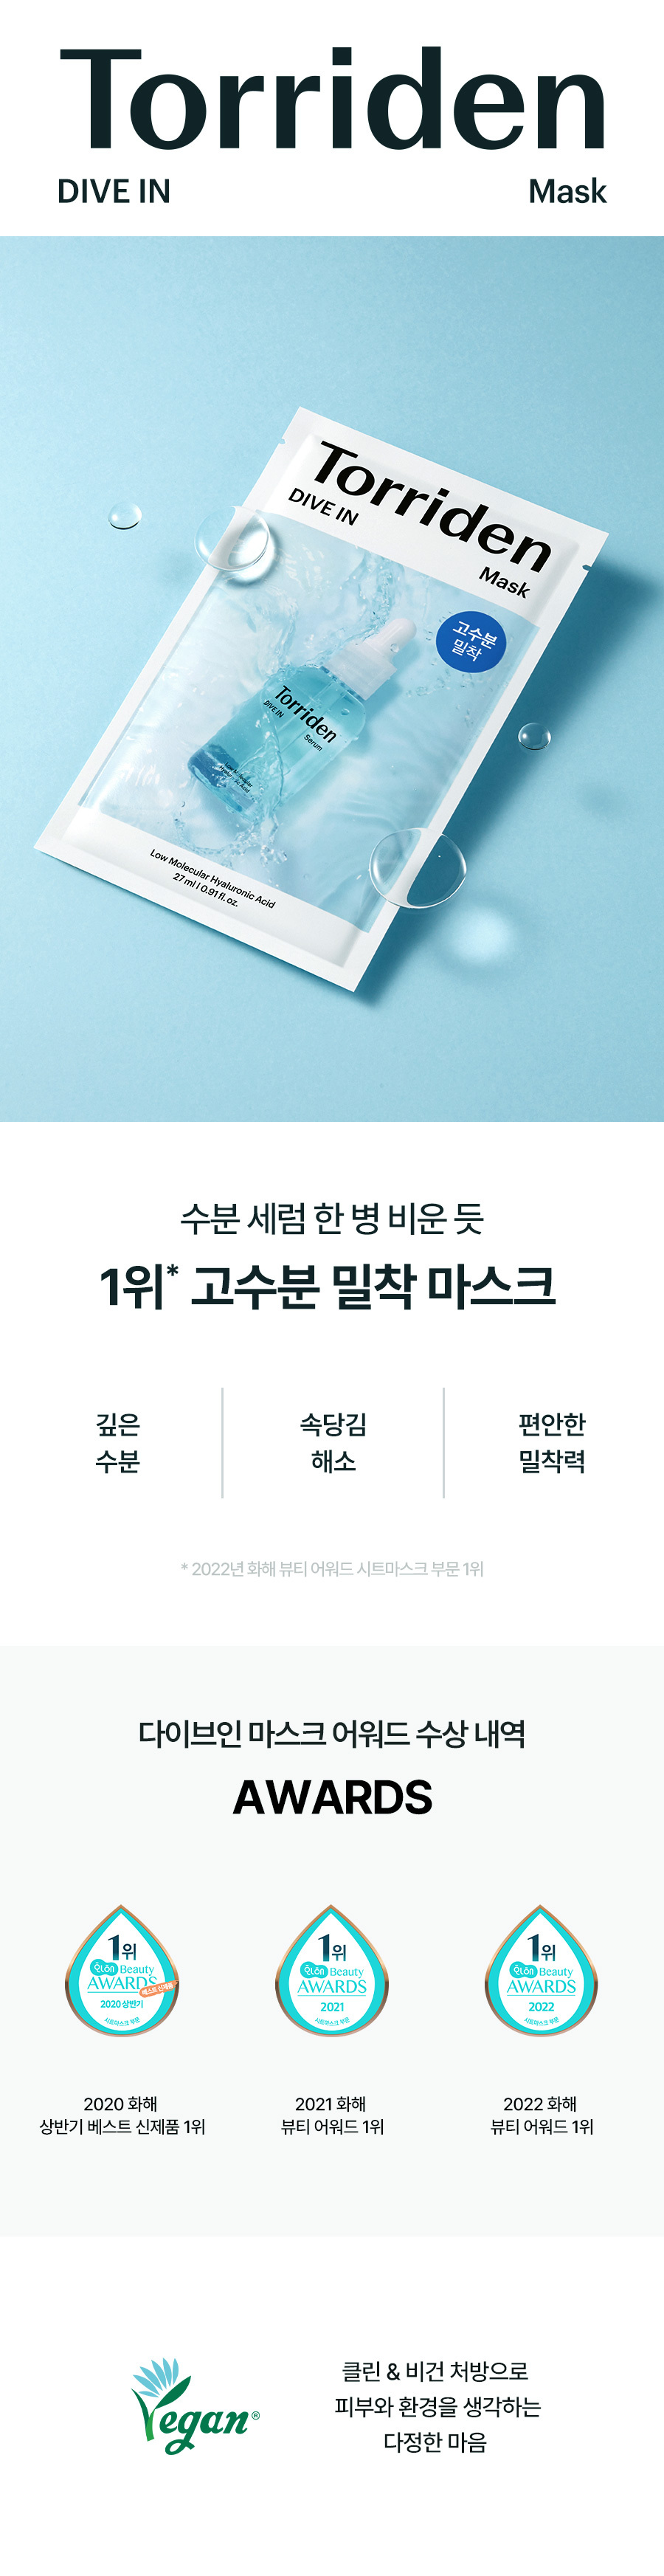 Torriden
DIVE IN
Mask
Torriden
DIVE IN
Mask
고수분
밀착
Torriden
DIVE IN
Serum
Low Molecular
Hyaluronic Acid
Low Molecular Hyaluronic Acid
27 ml l 0.91 fl. oz.
수분 세럼 한 병 비운 듯
1위* 고수분 밀착 마스크
깊은
수분
속당김
해소
편안한
밀착력
* 2022년 화해 뷰티 어워드 시트마스크 부문 1위
다이브인 마스크 어워드 수상 내역
AWARDS
1위
Beauty
AWARDS
베스트 신제품
2020 상반기
시트마스크 부문
1위
Beauty
AWARDS
2021
시트마스크 부문
1위
Beauty
AWARDS
2022
시트마스크 부문
2020 화해
상반기 베스트 신제품 1위
2021 화해
뷰티 어워드 1위
2022 화해
뷰티 어워드 1위
Vegan®
클린 & 비건 처방으로
피부와 환경을 생각하는
다정한 마음